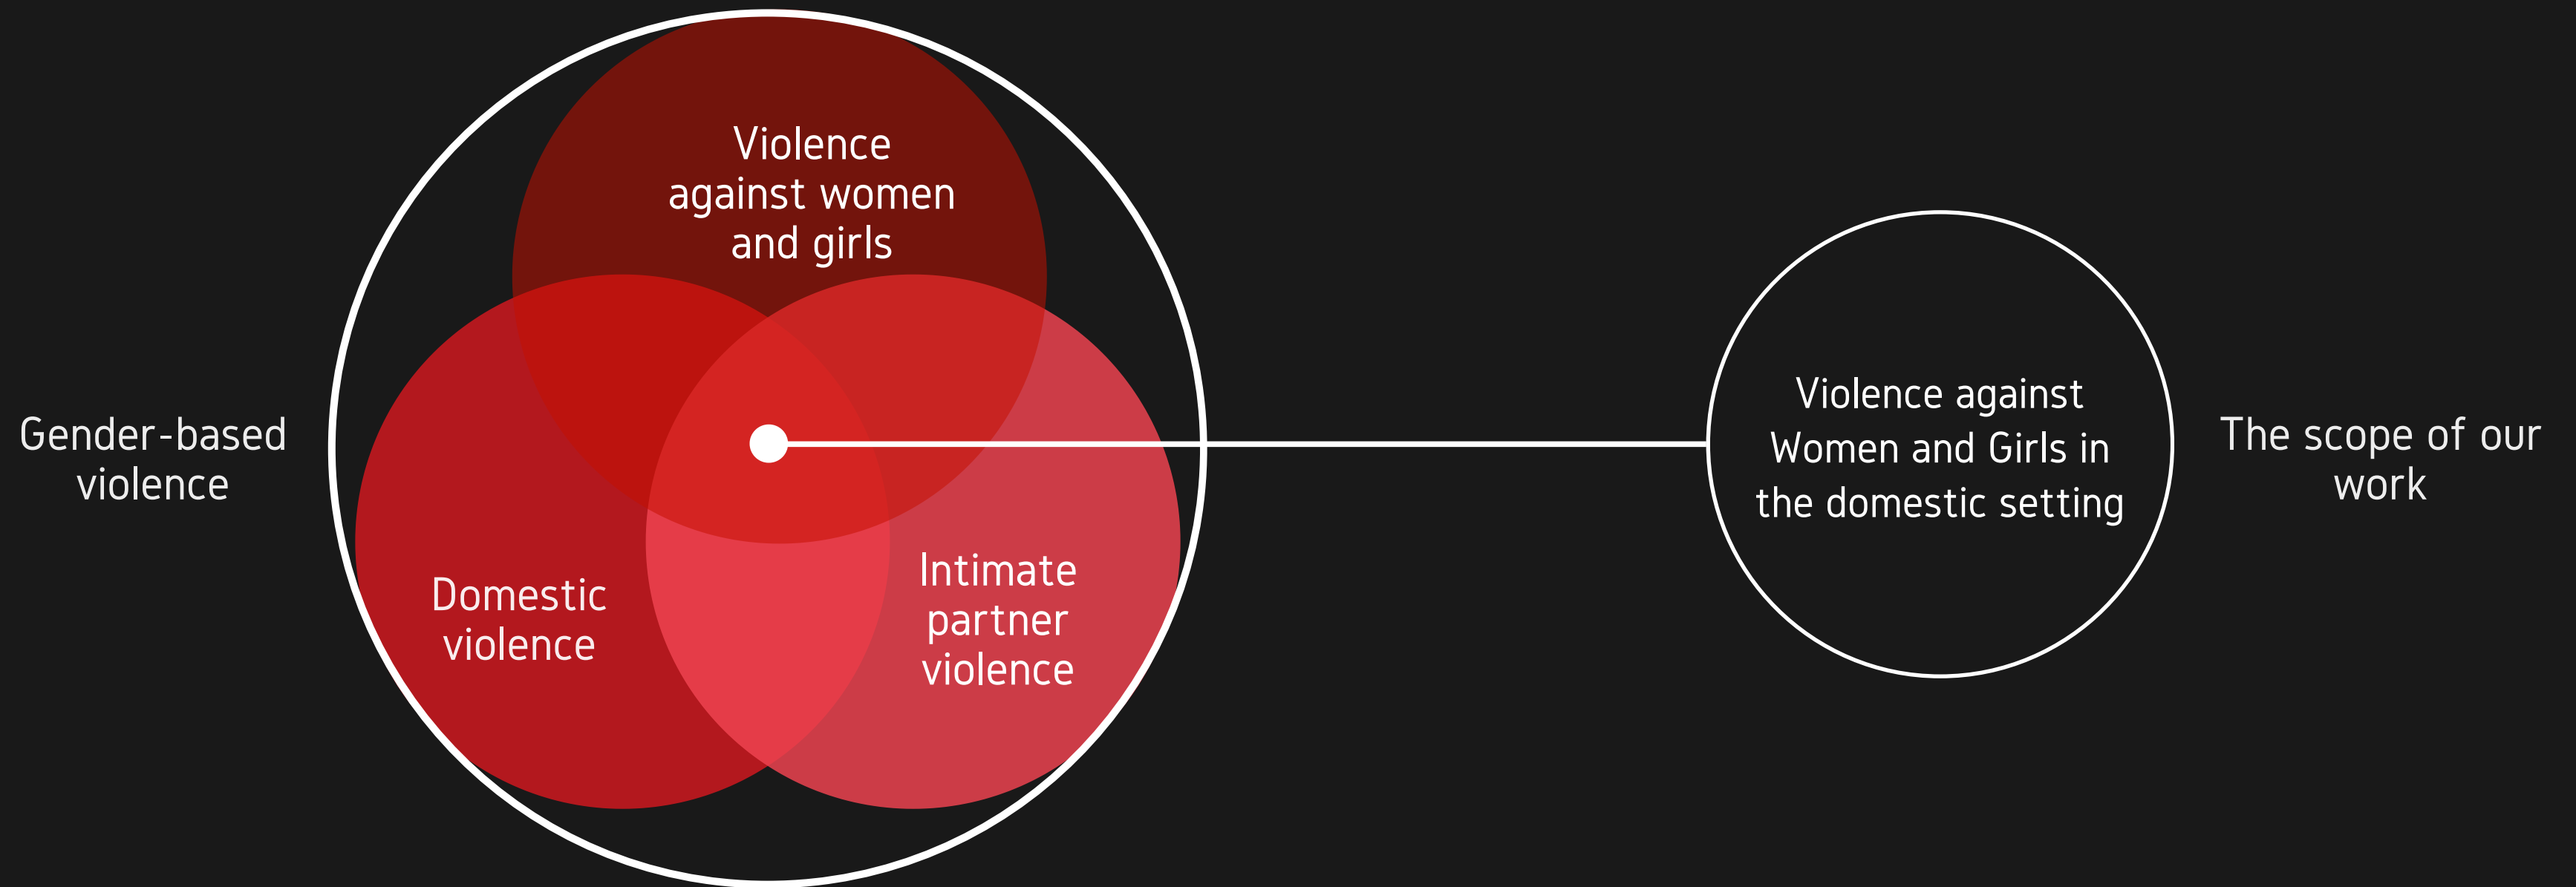 Gender-based
violence
Violence
against women
and girls
Domestic
violence
Intimate
partner
violence
Violence against
Women and Girls in
the domestic setting
The scope of our
work